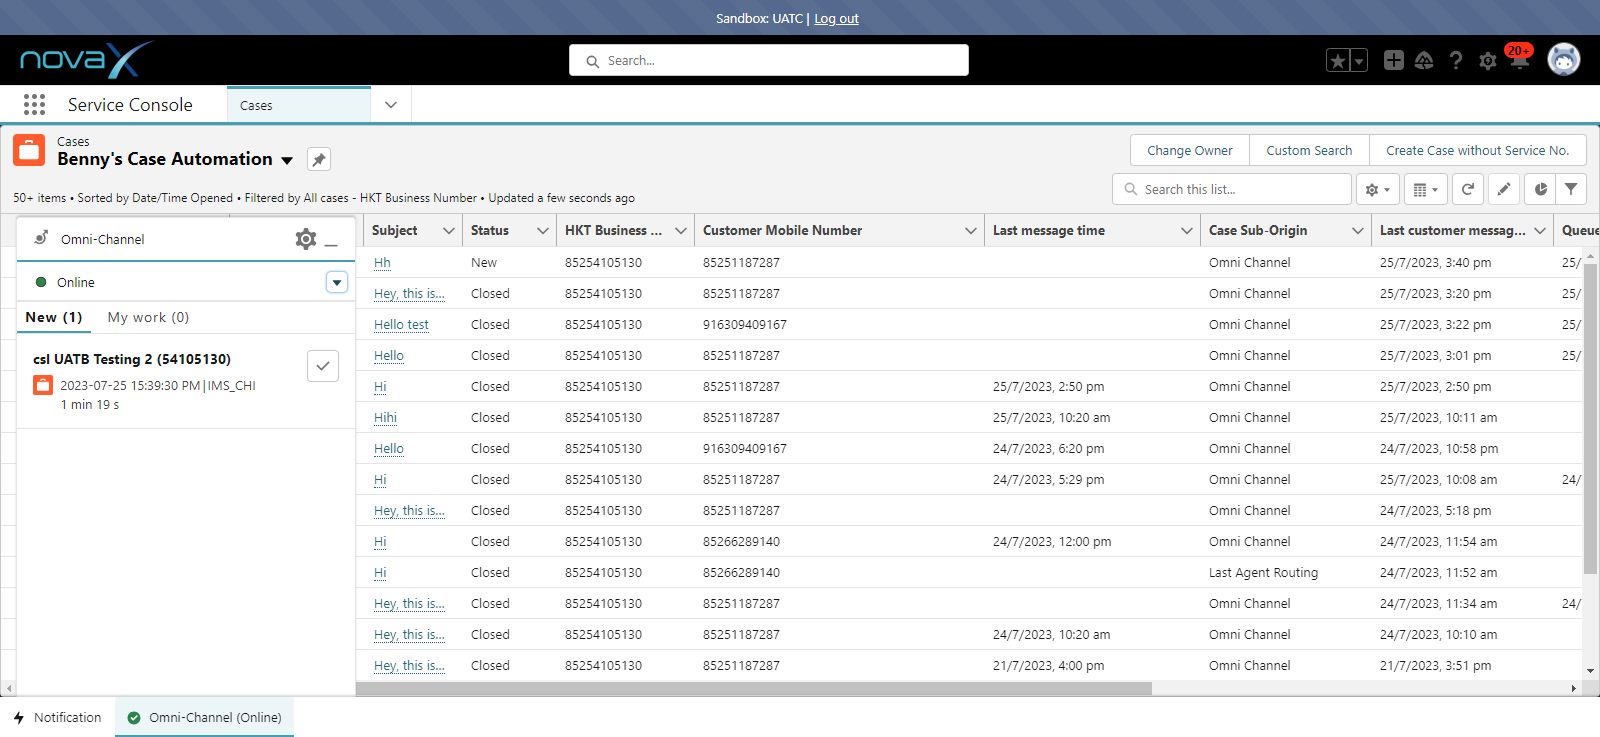 Sandbox: UATC | Log out
novaX
Search...
20+
Service Console
Cases
Cases
Benny's Case Automation
Change Owner
Custom Search
Create Case without Service No.
50+ items • Sorted by Date/Time Opened • Filtered by All cases - HKT Business Number • Updated a few seconds ago
Search this list...
Omni-Channel
Online
New (1) My work (0)
csl UATB Testing 2 (54105130)
2023-07-25 15:39:30 PM|IMS_CHI
1 min 19 s
Subject Status HKT Business ... Customer Mobile Number Last message time Case Sub-Origin Last customer messag... Queue
Hh New 85254105130 85251187287 Omni Channel 25/7/2023, 3:40 pm 25/
Hey, this is... Closed 85254105130 85251187287 Omni Channel 25/7/2023, 3:20 pm 25/
Hello test Closed 85254105130 916309409167 Omni Channel 25/7/2023, 3:22 pm 25/
Hello Closed 85254105130 85251187287 Omni Channel 25/7/2023, 3:01 pm 25/
Hi Closed 85254105130 85251187287 25/7/2023, 2:50 pm Omni Channel 25/7/2023, 2:50 pm
Hihi Closed 85254105130 85251187287 25/7/2023, 10:20 am Omni Channel 25/7/2023, 10:11 am
Hello Closed 85254105130 916309409167 24/7/2023, 6:20 pm Omni Channel 24/7/2023, 10:58 pm
Hi Closed 85254105130 85251187287 24/7/2023, 5:29 pm Omni Channel 25/7/2023, 10:08 am 24/
Hey, this is... Closed 85254105130 85251187287 Omni Channel 24/7/2023, 5:18 pm
Hi Closed 85254105130 85266289140 24/7/2023, 12:00 pm Omni Channel 24/7/2023, 11:54 am
Hi Closed 85254105130 85266289140 Last Agent Routing 24/7/2023, 11:52 am
Hey, this is... Closed 85254105130 85251187287 Omni Channel 24/7/2023, 11:34 am 24/
Hey, this is... Closed 85254105130 85251187287 24/7/2023, 10:20 am Omni Channel 24/7/2023, 10:10 am
Hey, this is... Closed 85254105130 85251187287 21/7/2023, 4:00 pm Omni Channel 21/7/2023, 3:51 pm
Notification
Omni-Channel (Online)